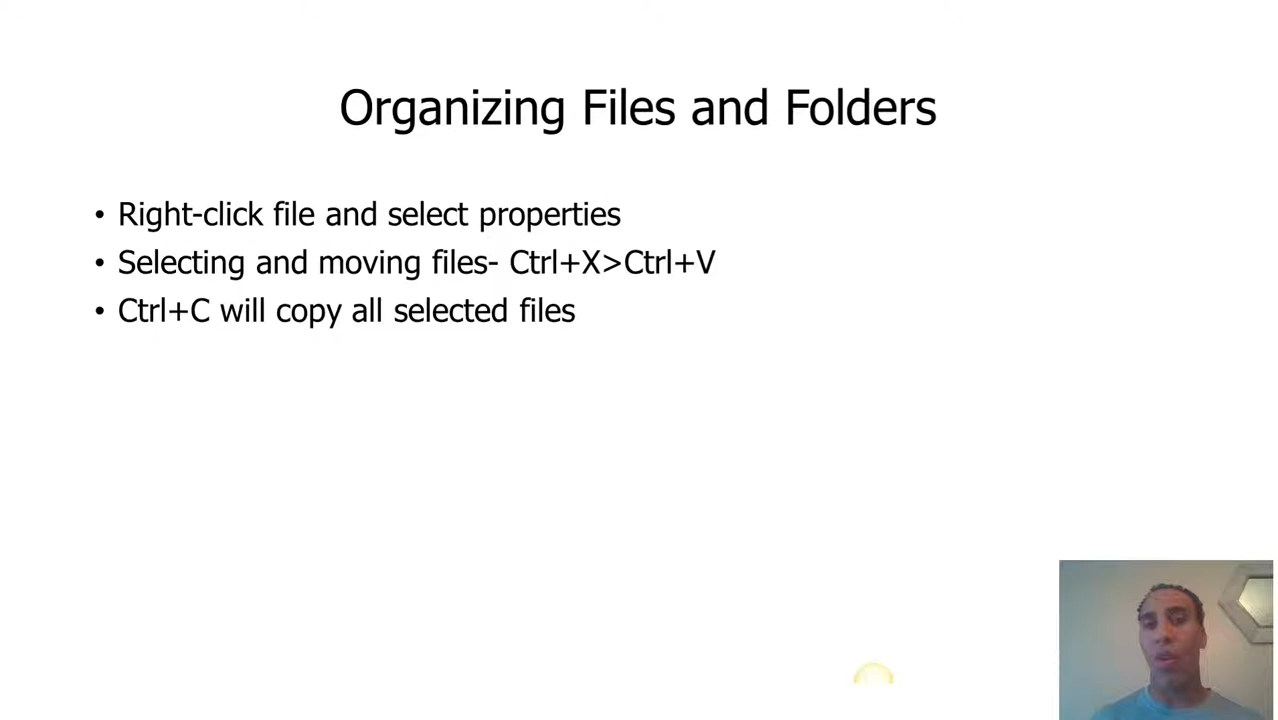 Organizing Files and Folders
• Right-click file and select properties
• Selecting and moving files- Ctrl+X>Ctrl+V
• Ctrl+C will copy all selected files